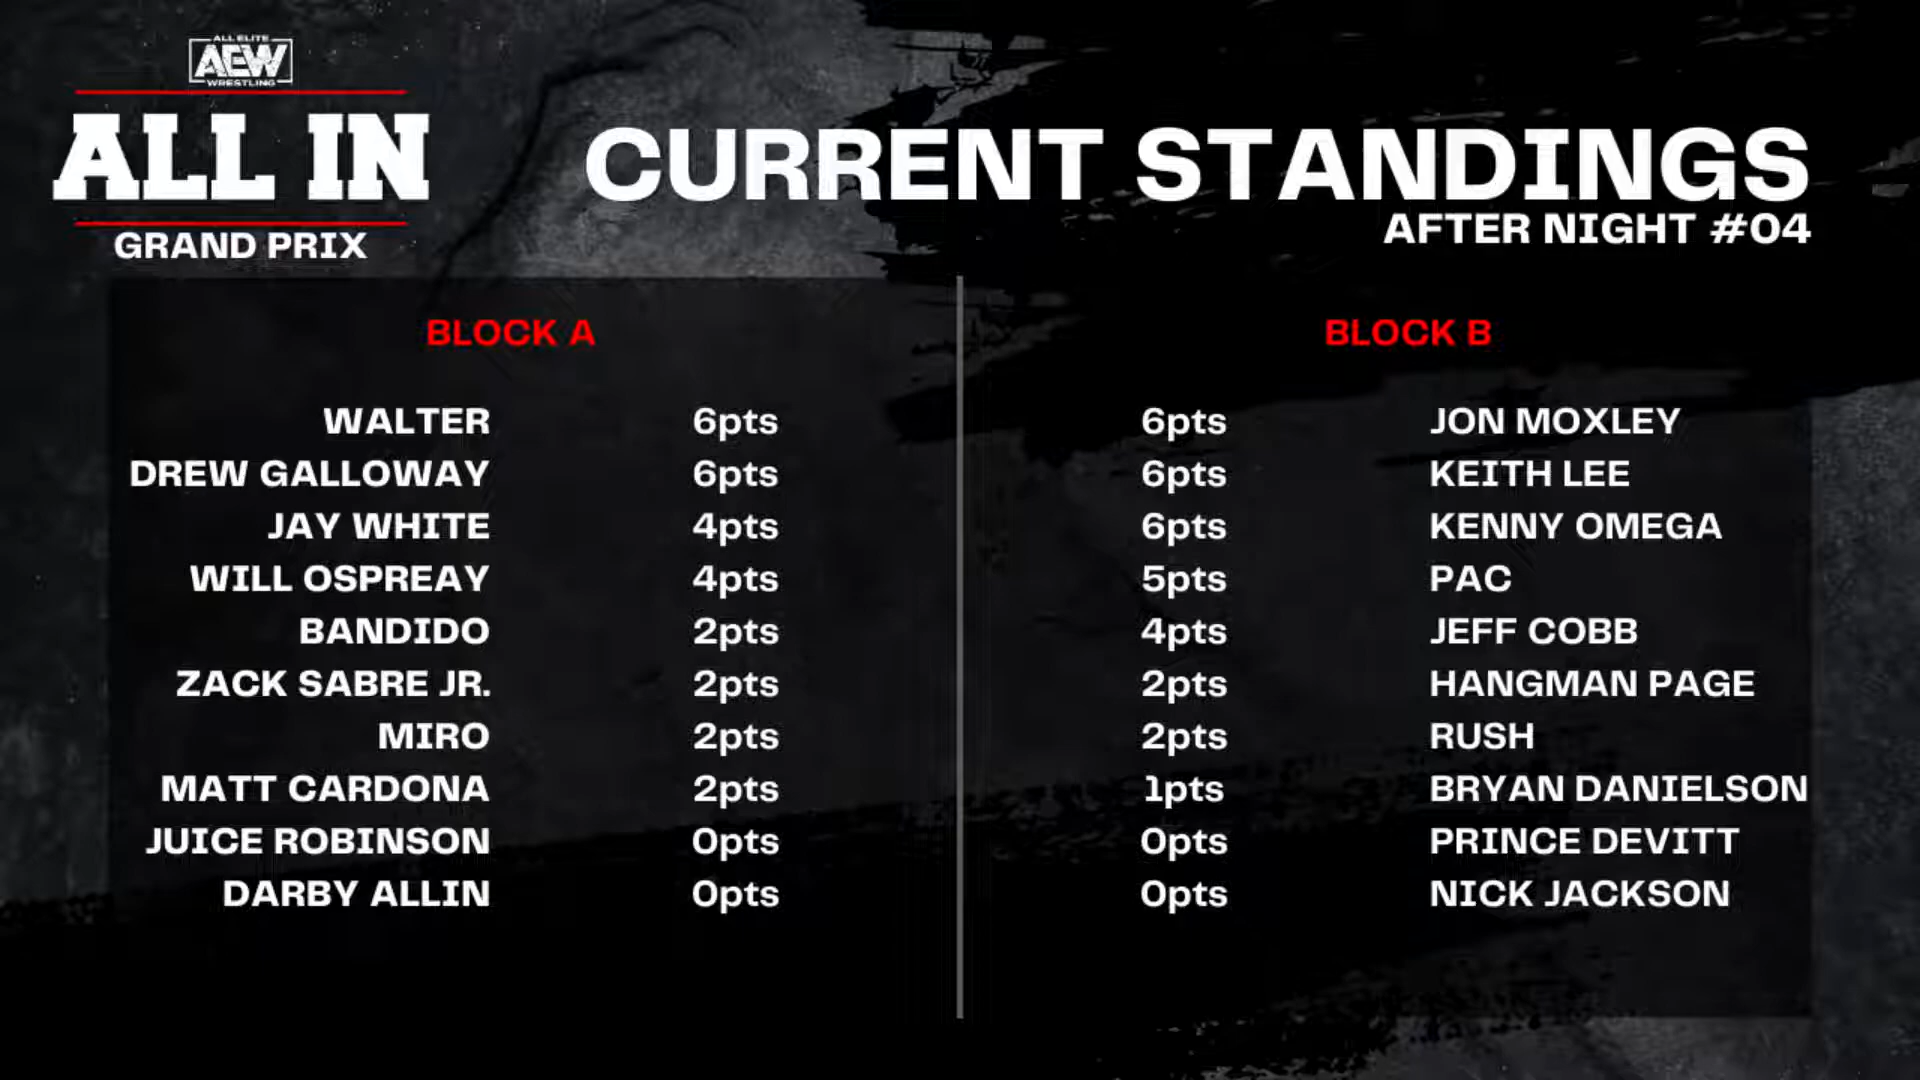 ALL ELITE
AEW
WRESTLING
ALL IN
GRAND PRIX
CURRENT STANDINGS
AFTER NIGHT #04
BLOCK A
WALTER 6pts
DREW GALLOWAY 6pts
JAY WHITE 4pts
WILL OSPREAY 4pts
BANDIDO 2pts
ZACK SABRE JR. 2pts
MIRO 2pts
MATT CARDONA 2pts
JUICE ROBINSON 0pts
DARBY ALLIN 0pts
BLOCK B
6pts JON MOXLEY
6pts KEITH LEE
6pts KENNY OMEGA
5pts PAC
4pts JEFF COBB
2pts HANGMAN PAGE
2pts RUSH
1pts BRYAN DANIELSON
0pts PRINCE DEVITT
0pts NICK JACKSON